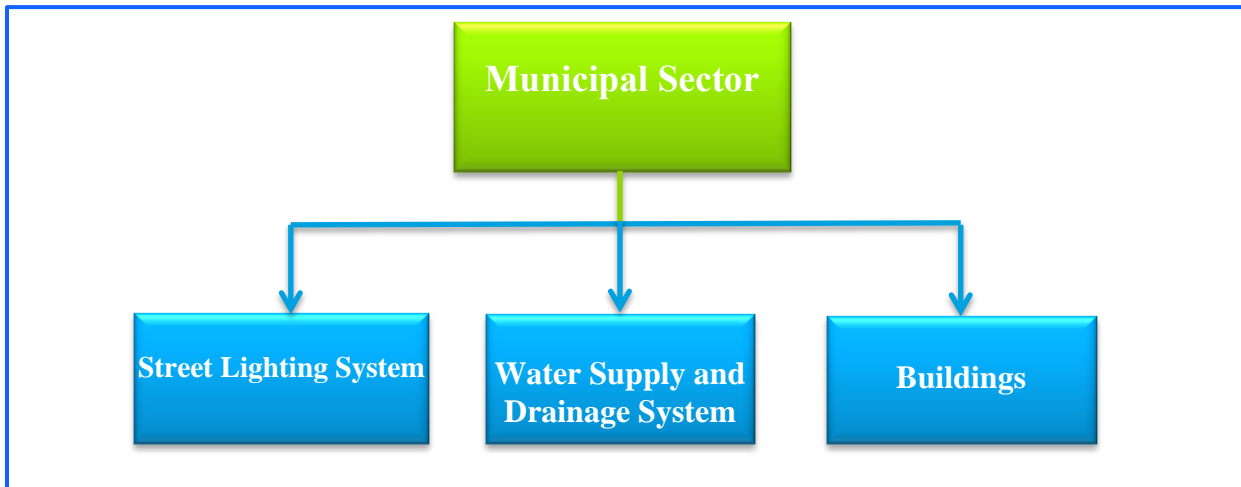 Municipal Sector
Street Lighting System
Water Supply and
Drainage System
Buildings